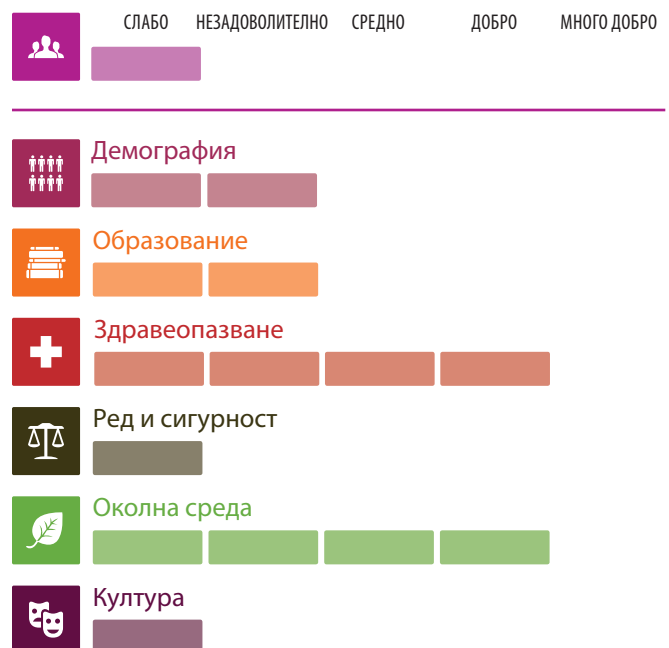 СЛАБО НЕЗАДОВОЛИТЕЛНО СРЕДНО ДОБРО МНОГО ДОБРО
Демография
Образование
Здравеопазване
Ред и сигурност
Околна среда
Култура